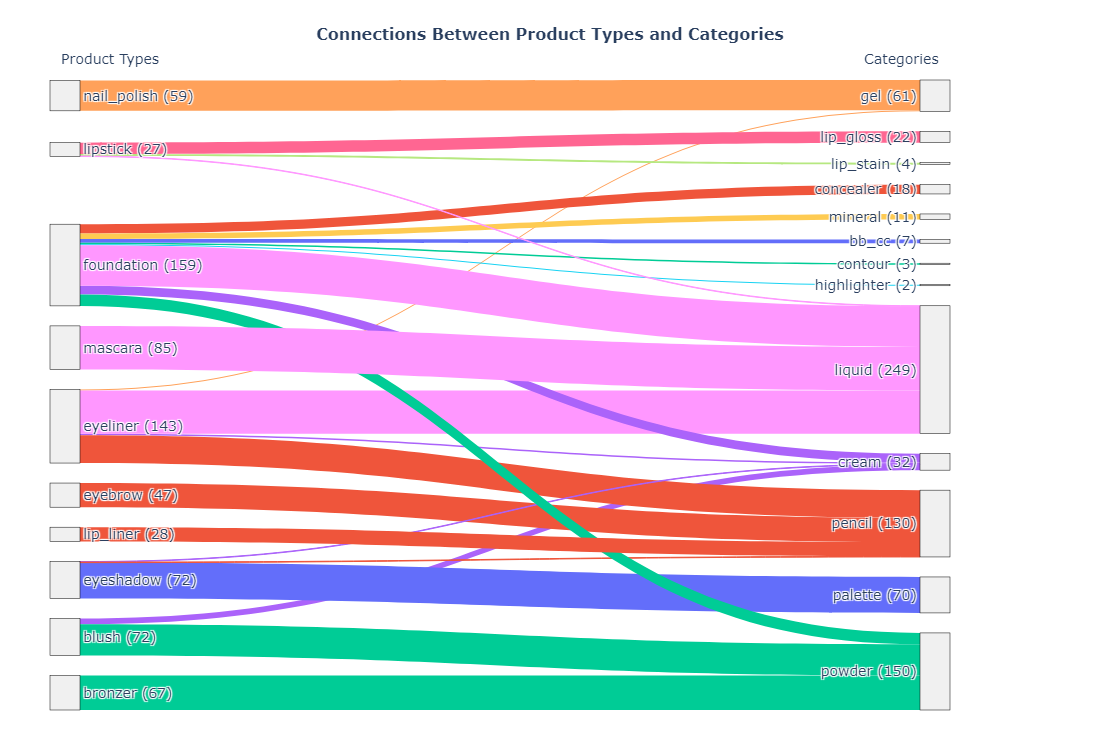 Connections Between Product Types and Categories
Product Types
Categories
nail_polish (59)
lipstick (27)
foundation (159)
mascara (85)
eyeliner (143)
eyebrow (47)
lip_liner (28)
eyeshadow (72)
blush (72)
bronzer (67)
gel (61)
lip_gloss (22)
lip_stain (4)
concealer (18)
mineral (11)
bb_cc (7)
contour (3)
highlighter (2)
liquid (249)
cream (32)
pencil (130)
palette (70)
powder (150)